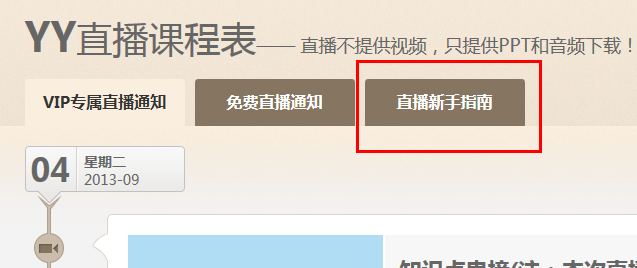 YY直播课程表—— 直播不提供视频，只提供PPT和音频下载！
VIP专属直播通知 免费直播通知 直播新手指南
04 星期二
2013-09